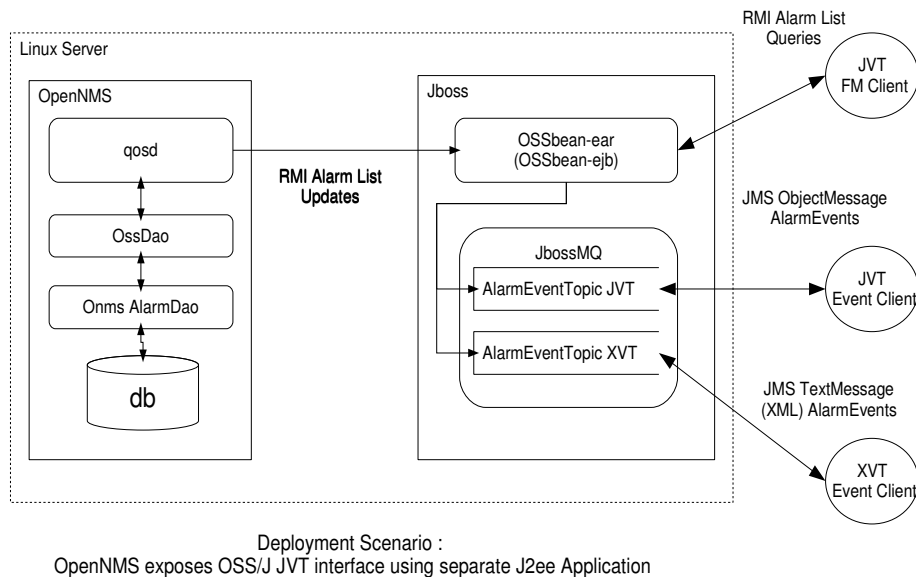 RMI Alarm List
Queries
Linux Server
JVT
FM Client
OpenNMS
Jboss
qosd
OSSbean-ear
(OSSbean-ejb)
RMI Alarm List
Updates
JMS ObjectMessage
AlarmEvents
OssDao
JbossMQ
AlarmEventTopic JVT
JVT
Event Client
Onms AlarmDao
AlarmEventTopic XVT
db
JMS TextMessage
(XML) AlarmEvents
XVT
Event Client
Deployment Scenario :
OpenNMS exposes OSS/J JVT interface using separate J2ee Application